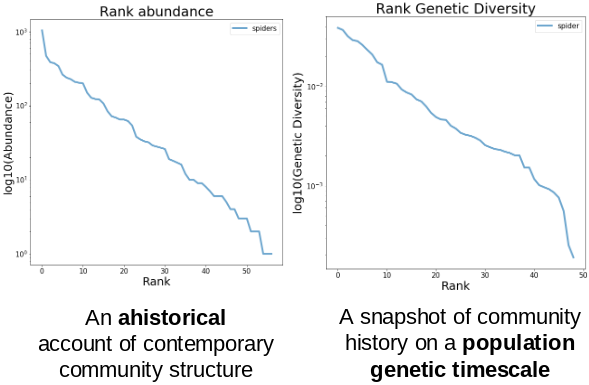 Rank abundance
spiders
10³
10²
10¹
10⁰
log10(Abundance)
0 10 20 30 40 50
Rank
An ahistorical
account of contemporary
community structure
Rank Genetic Diversity
spider
10⁻²
10⁻³
log10(Genetic Diversity)
0 10 20 30 40 50
Rank
A snapshot of community
history on a population
genetic timescale